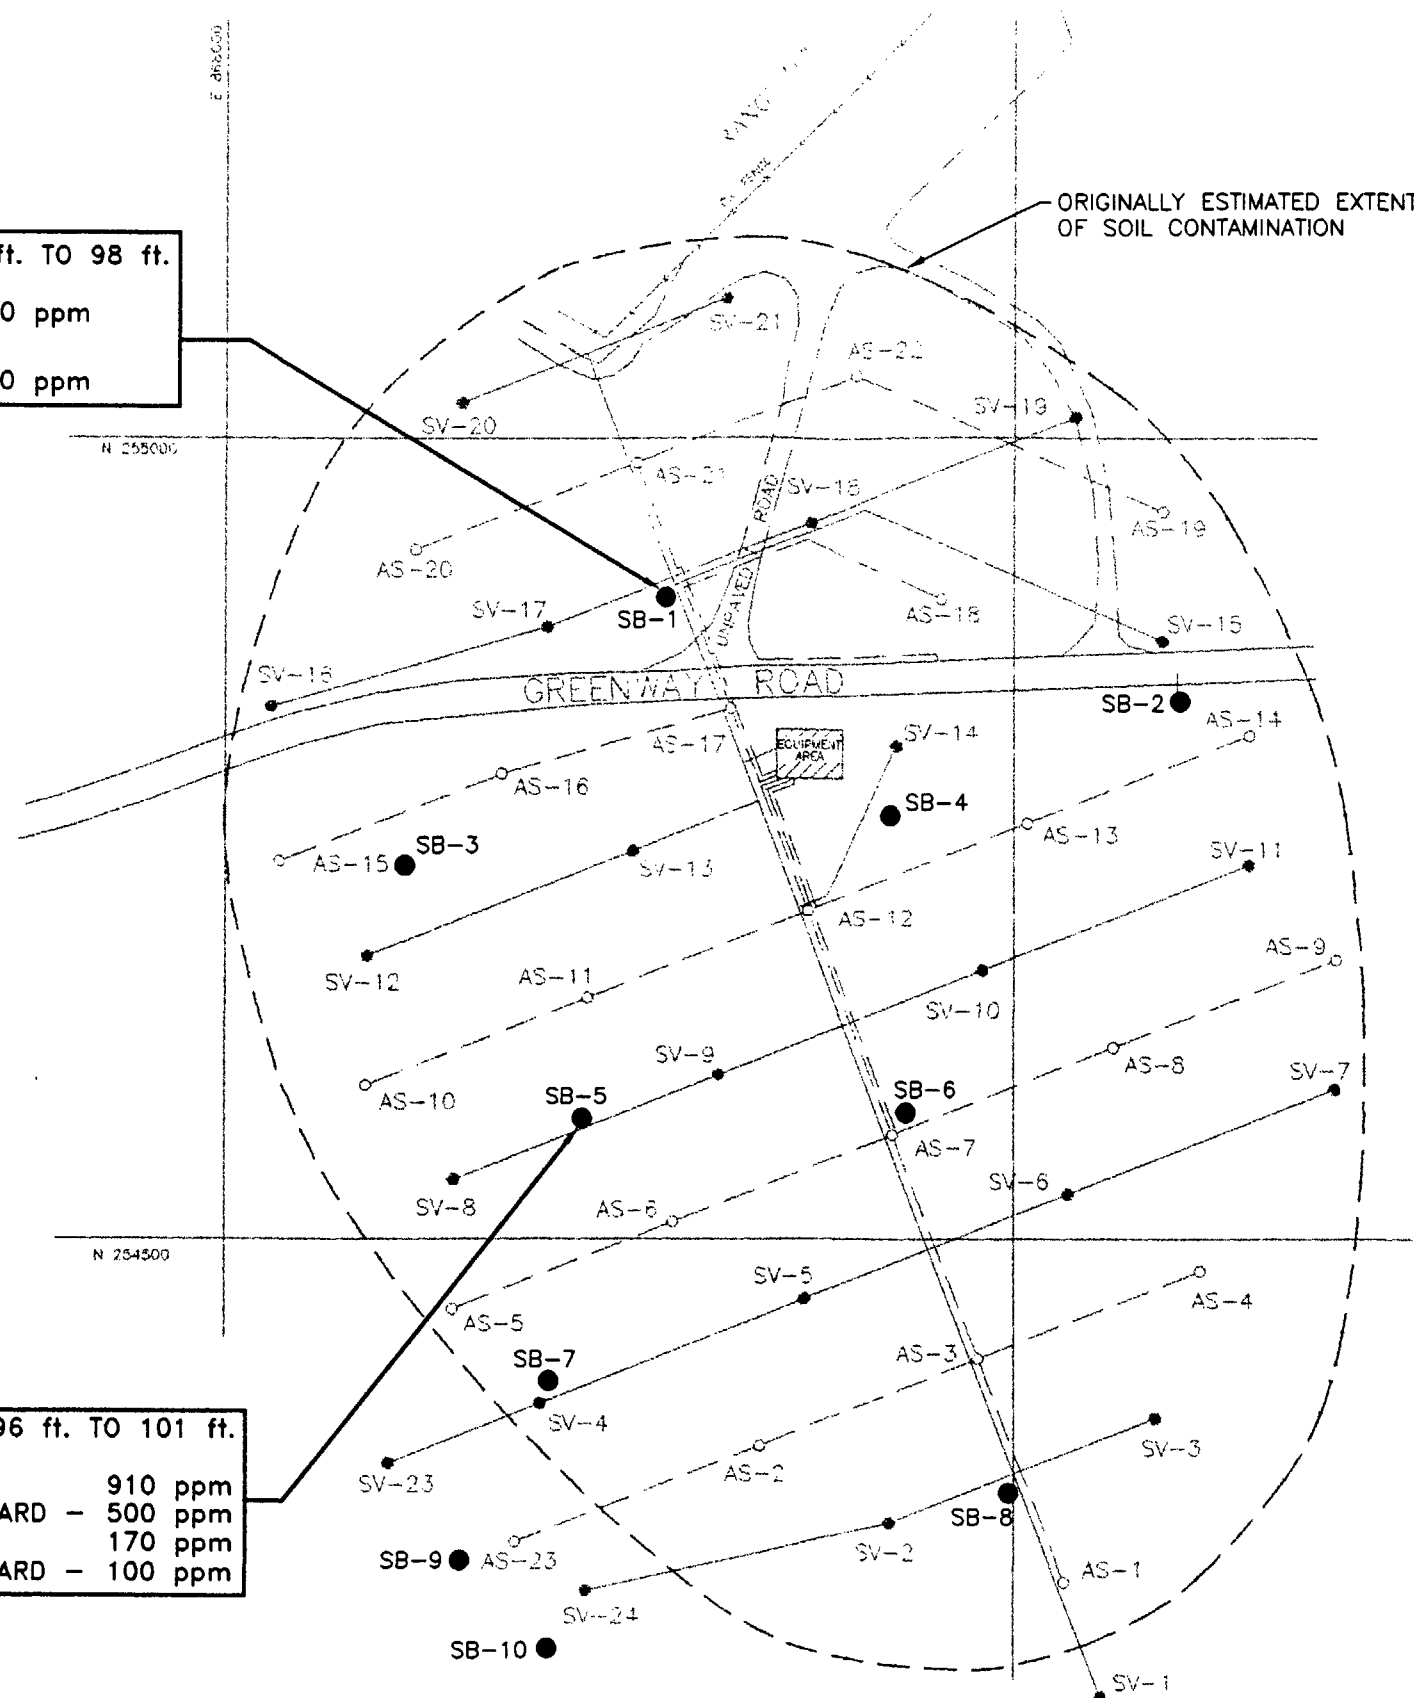 ORIGINALLY ESTIMATED EXTENT
OF SOIL CONTAMINATION
ft. TO 98 ft.
0 ppm
0 ppm
SV-21
AS-22
SV-20
SV-19
N 255000
AS-21
SV-18
AS-20
AS-19
UNPAVED ROAD
SV-17
SB-1
AS-18
SV-15
SV-16
GREENWAY ROAD
SB-2
AS-14
AS-17
EQUIPMENT
AREA
SV-14
AS-16
SB-4
AS-13
SB-3
AS-15
SV-13
SV-11
AS-12
AS-9
SV-12
AS-11
SV-10
SV-9
AS-8
SV-7
AS-10
SB-5
SB-6
AS-7
SV-8
SV-6
AS-6
N 254500
SV-5
AS-4
AS-5
AS-3
SB-7
SV-4
96 ft. TO 101 ft.
SV-3
SV-23
AS-2
910 ppm
ARD - 500 ppm
170 ppm
ARD - 100 ppm
SB-8
SV-2
SB-9
AS-23
AS-1
SV-24
SB-10
SV-1